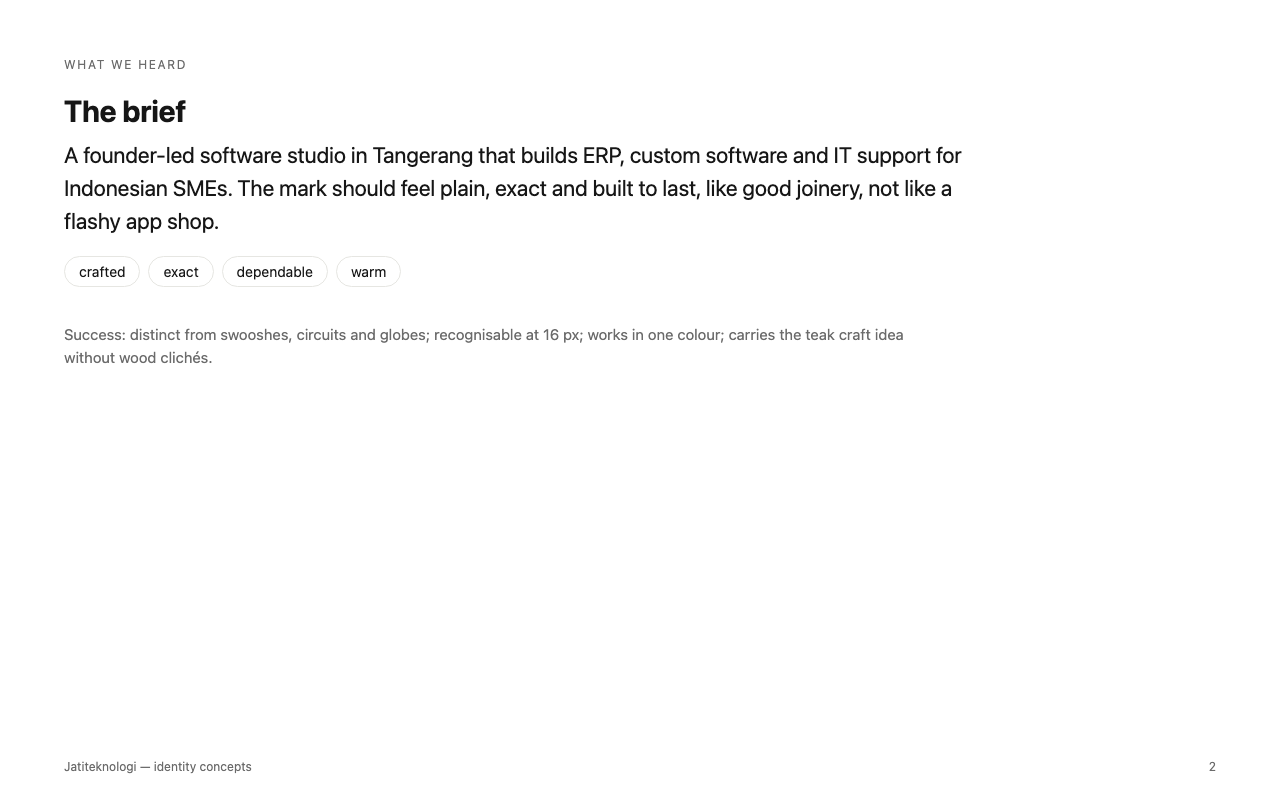 WHAT WE HEARD
The brief
A founder-led software studio in Tangerang that builds ERP, custom software and IT support for
Indonesian SMEs. The mark should feel plain, exact and built to last, like good joinery, not like a
flashy app shop.
crafted
exact
dependable
warm
Success: distinct from swooshes, circuits and globes; recognisable at 16 px; works in one colour; carries the teak craft idea
without wood clichés.
Jatiteknologi — identity concepts
2